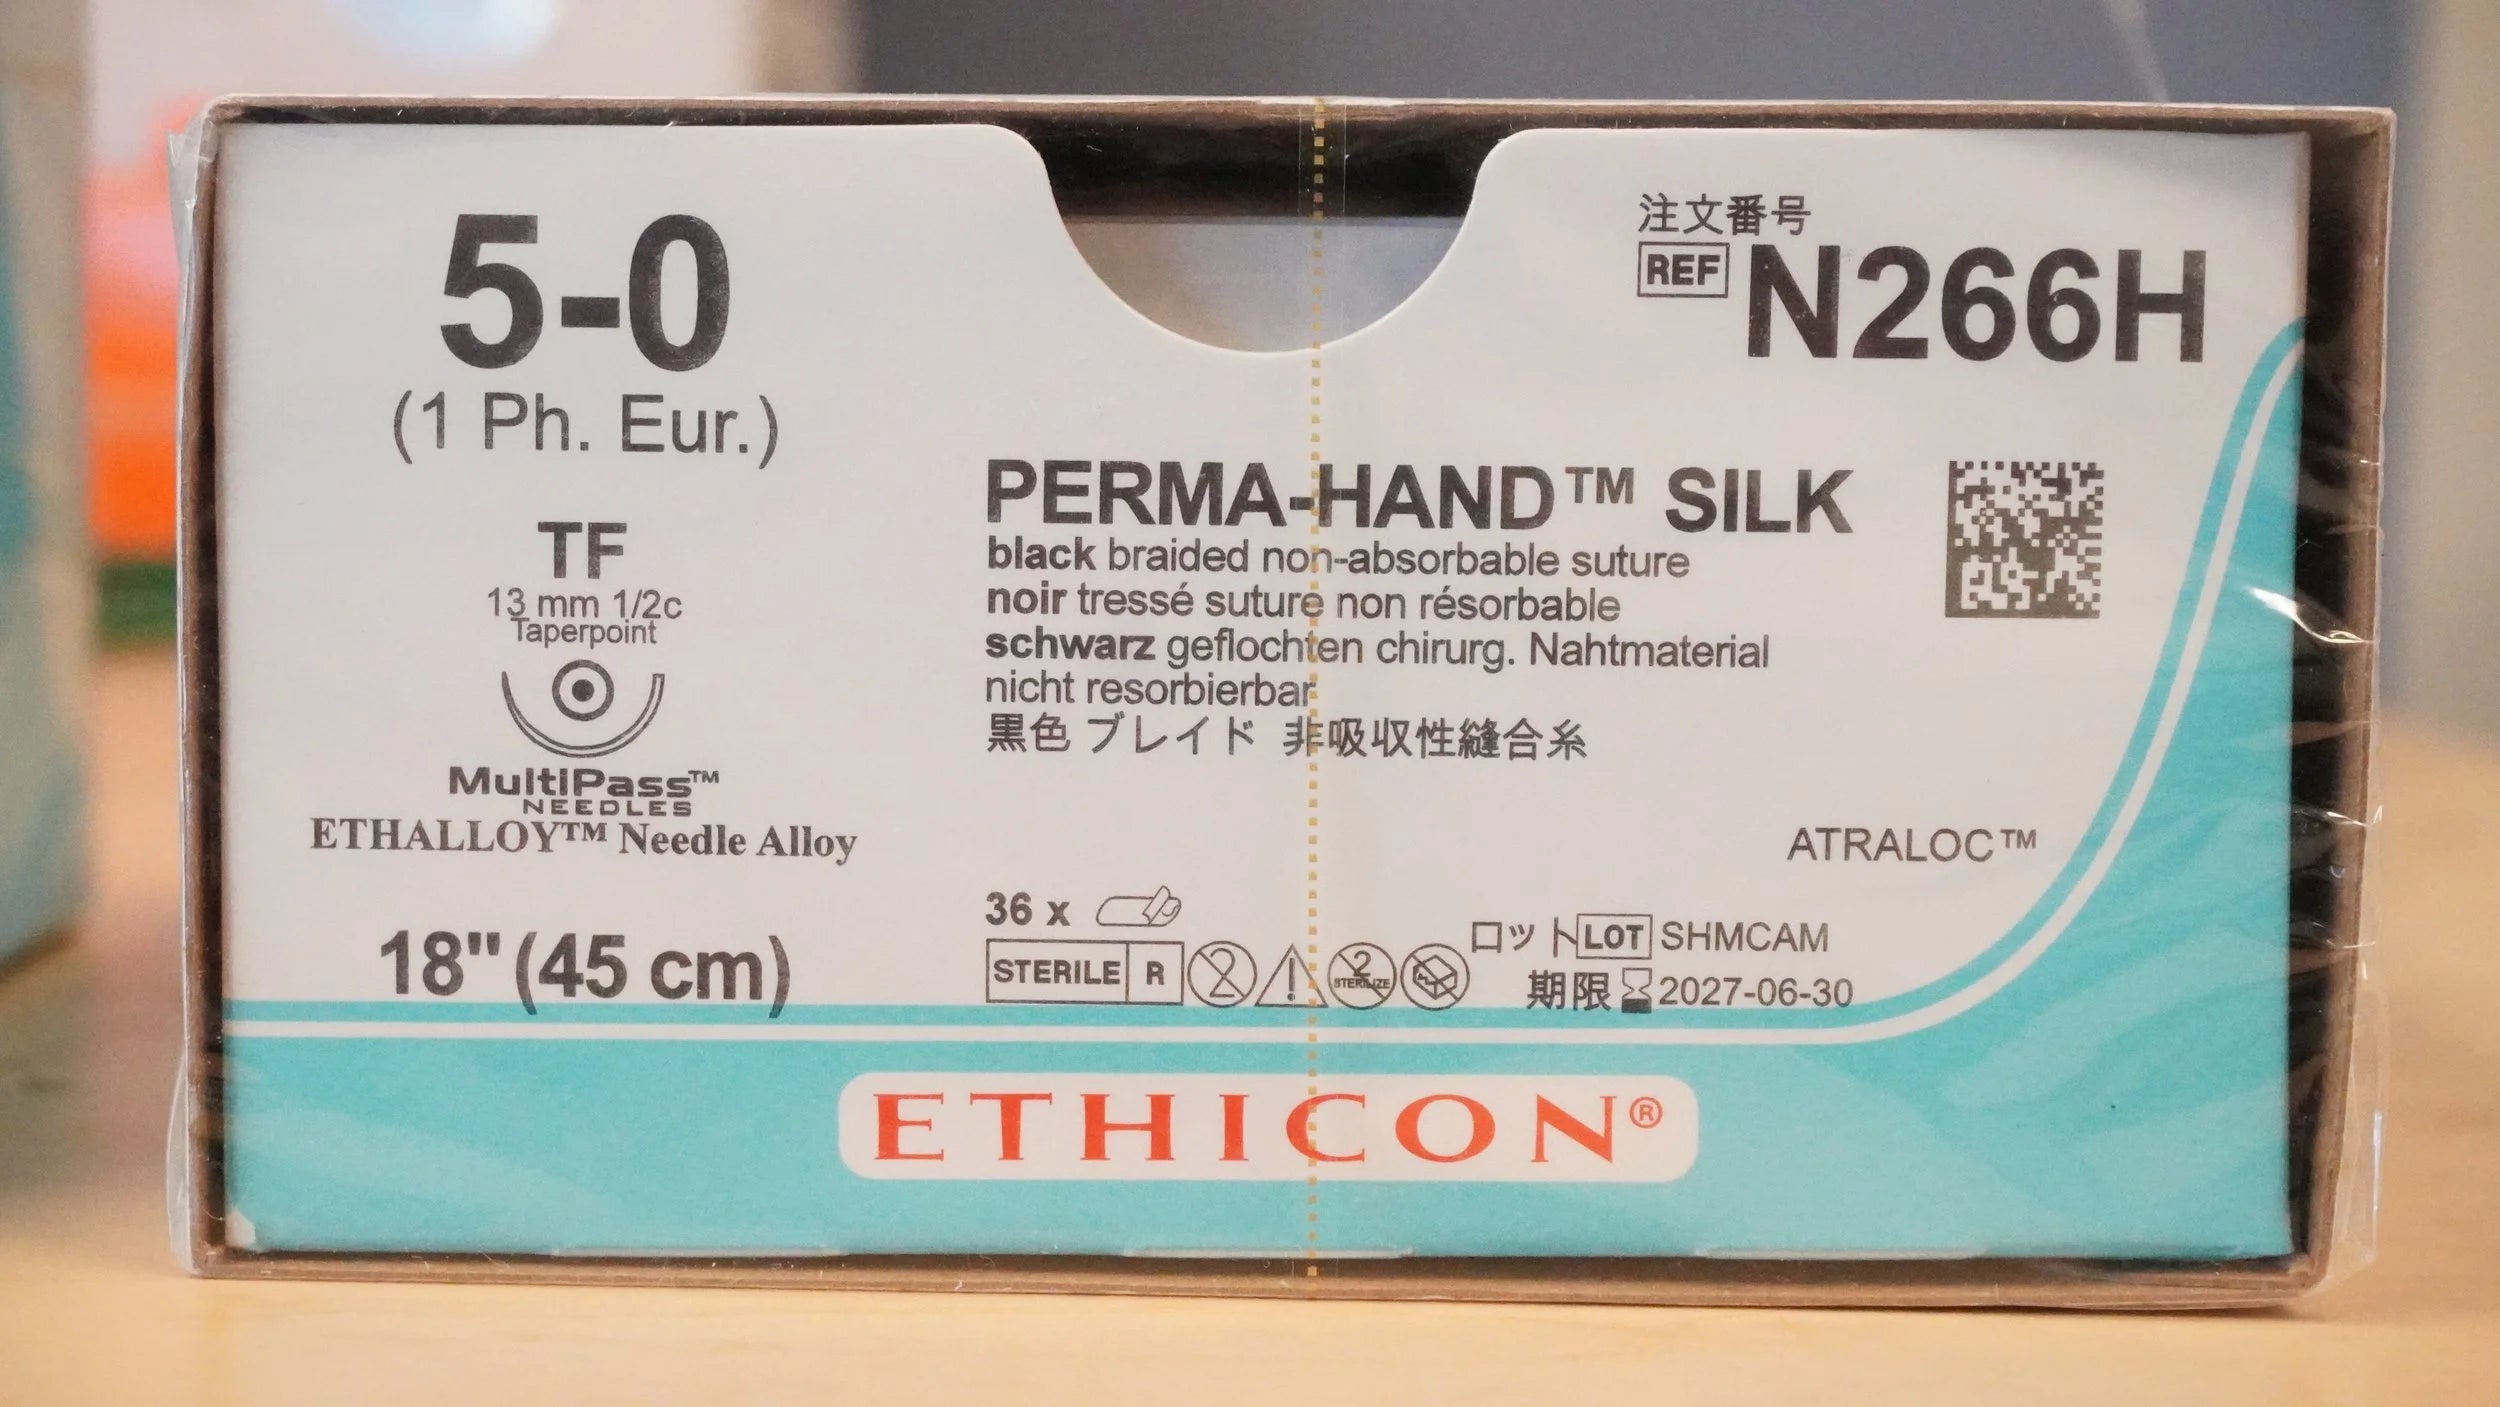 5-0
(1 Ph. Eur.)
TF
13 mm 1/2c
Taperpoint
MultiPass™
NEEDLES
ETHALLOY™ Needle Alloy
18" (45 cm)
注文番号
REF N266H
PERMA-HAND™ SILK
black braided non-absorbable suture
noir tressé suture non résorbable
schwarz geflochten chirurg. Nahtmaterial
nicht resorbierbar
黒色 ブレイド 非吸収性縫合糸
ATRALOC™
36 x
STERILE R 2 2 STERILIZE
ロット LOT SHMCAM
期限 2027-06-30
ETHICON®